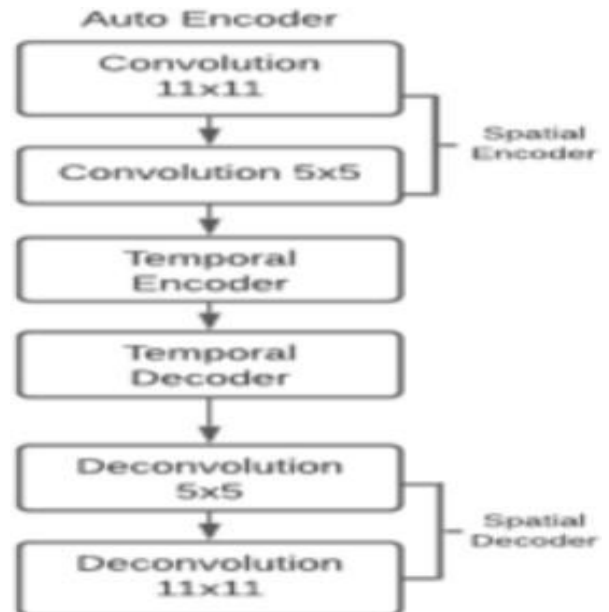 Auto Encoder
Convolution
11x11
Convolution 5x5
Spatial
Encoder
Temporal
Encoder
Temporal
Decoder
Deconvolution
5x5
Spatial
Decoder
Deconvolution
11x11